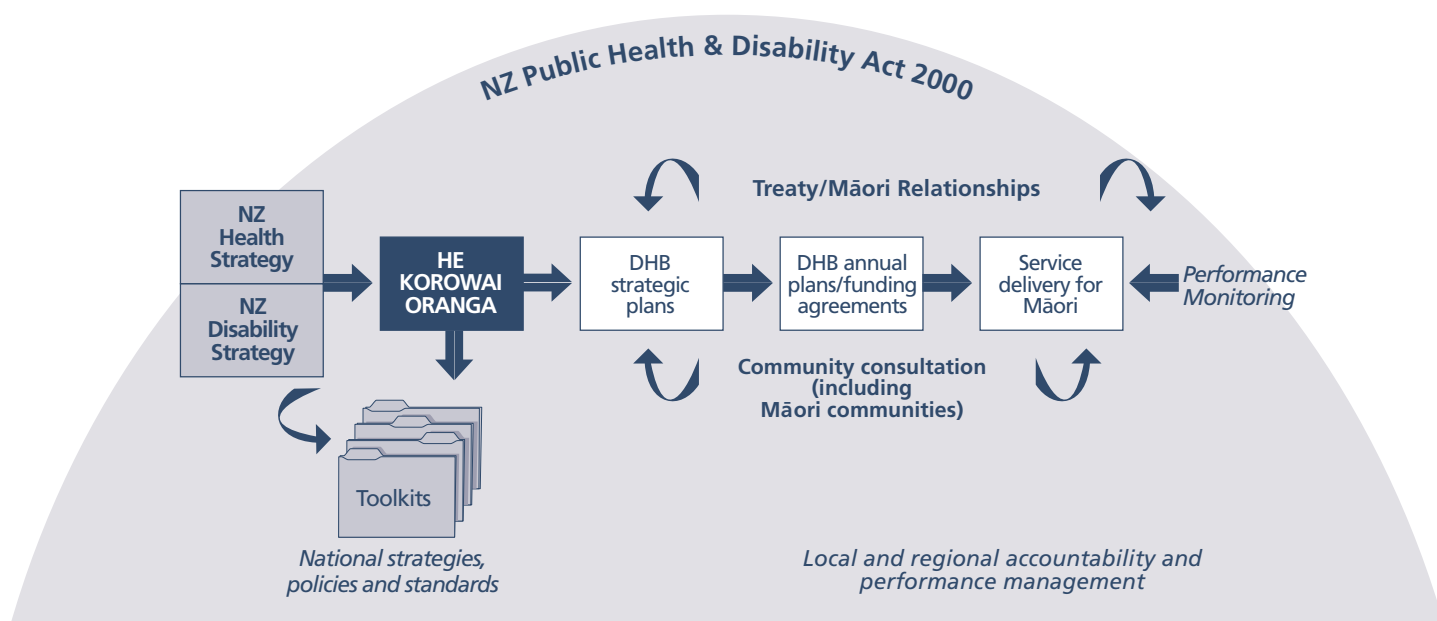 NZ Public Health & Disability Act 2000
Treaty/Māori Relationships
NZ
Health
Strategy
NZ
Disability
Strategy
HE
KOROWAI
ORANGA
DHB
strategic
plans
DHB annual
plans/funding
agreements
Service
delivery for
Māori
Performance
Monitoring
Community consultation
(including
Māori communities)
Toolkits
National strategies,
policies and standards
Local and regional accountability and
performance management